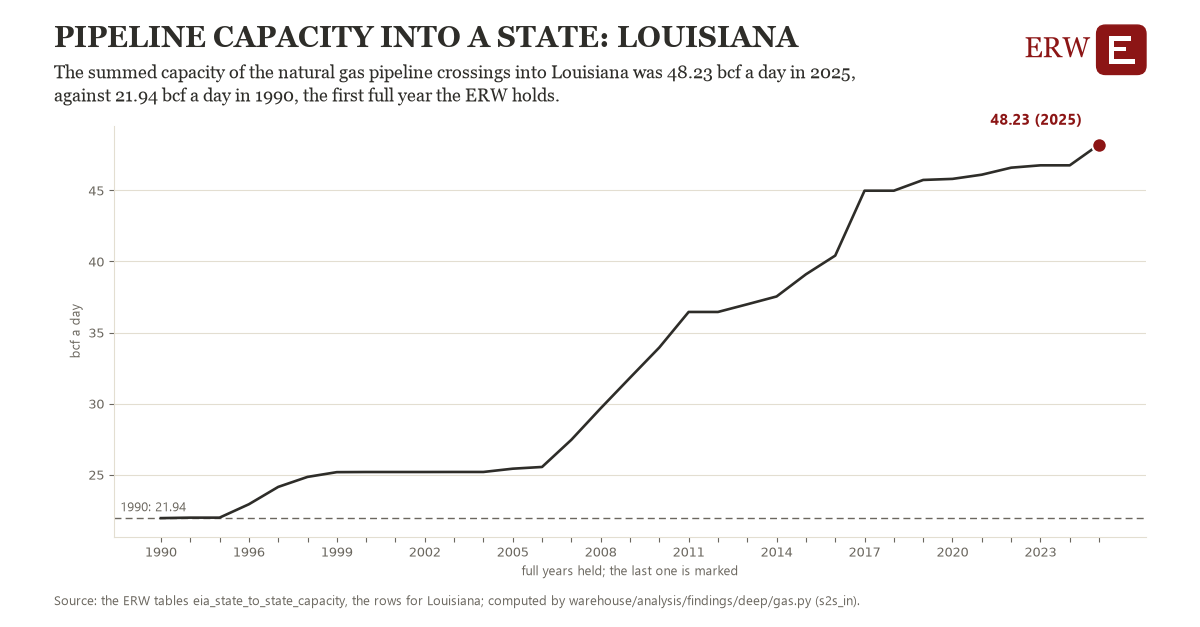 PIPELINE CAPACITY INTO A STATE: LOUISIANA
ERW E
The summed capacity of the natural gas pipeline crossings into Louisiana was 48.23 bcf a day in 2025,
against 21.94 bcf a day in 1990, the first full year the ERW holds.
48.23 (2025)
45
40
35
30
25
bcf a day
1990: 21.94
1990 1996 1999 2002 2005 2008 2011 2014 2017 2020 2023
full years held; the last one is marked
Source: the ERW tables eia_state_to_state_capacity, the rows for Louisiana; computed by warehouse/analysis/findings/deep/gas.py (s2s_in).